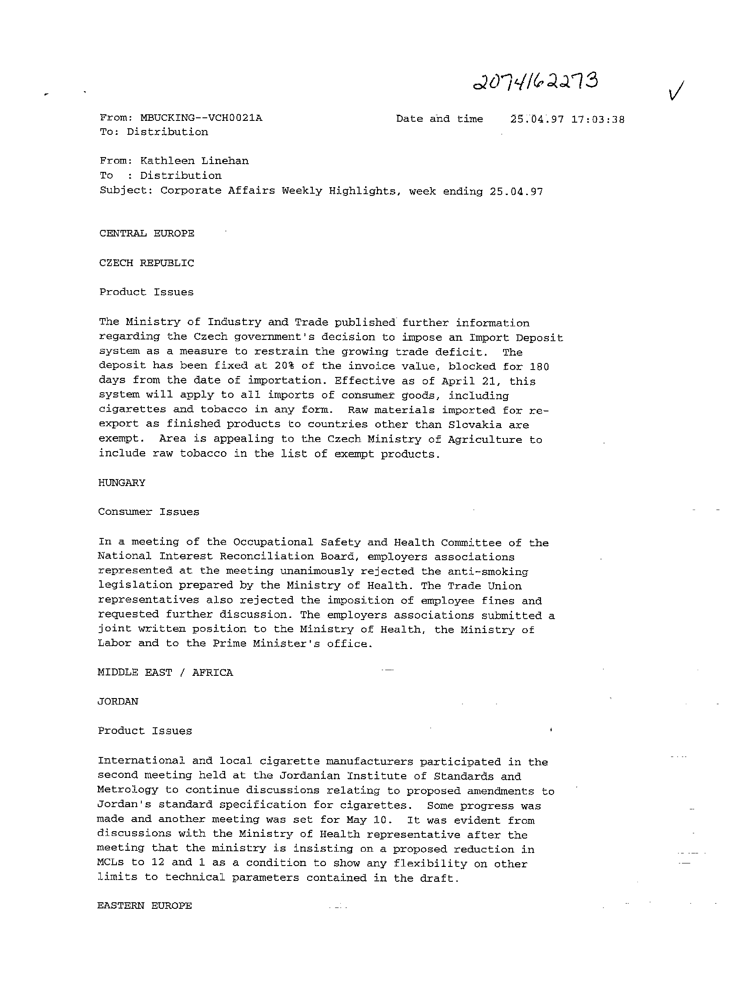 2074162273
From: MBUCKING--VCH0021A Date and time 25.04.97 17:03:38
To: Distribution
From: Kathleen Linehan
To : Distribution
Subject: Corporate Affairs Weekly Highlights, week ending 25.04.97
CENTRAL EUROPE
CZECH REPUBLIC
Product Issues
The Ministry of Industry and Trade published further information
regarding the Czech government's decision to impose an Import Deposit
system as a measure to restrain the growing trade deficit. The
deposit has been fixed at 20% of the invoice value, blocked for 180
days from the date of importation. Effective as of April 21, this
system will apply to all imports of consumer goods, including
cigarettes and tobacco in any form. Raw materials imported for re-
export as finished products to countries other than Slovakia are
exempt. Area is appealing to the Czech Ministry of Agriculture to
include raw tobacco in the list of exempt products.
HUNGARY
Consumer Issues
In a meeting of the Occupational Safety and Health Committee of the
National Interest Reconciliation Board, employers associations
represented at the meeting unanimously rejected the anti-smoking
legislation prepared by the Ministry of Health. The Trade Union
representatives also rejected the imposition of employee fines and
requested further discussion. The employers associations submitted a
joint written position to the Ministry of Health, the Ministry of
Labor and to the Prime Minister's office.
MIDDLE EAST / AFRICA
JORDAN
Product Issues
International and local cigarette manufacturers participated in the
second meeting held at the Jordanian Institute of Standards and
Metrology to continue discussions relating to proposed amendments to
Jordan's standard specification for cigarettes. Some progress was
made and another meeting was set for May 10. It was evident from
discussions with the Ministry of Health representative after the
meeting that the ministry is insisting on a proposed reduction in
MCLs to 12 and 1 as a condition to show any flexibility on other
limits to technical parameters contained in the draft.
EASTERN EUROPE